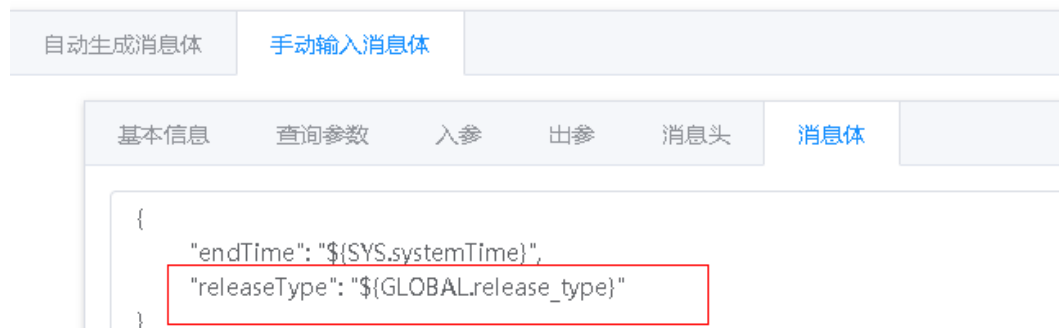 自动生成消息体 手动输入消息体
基本信息 查询参数 入参 出参 消息头 消息体
{
"endTime": "${SYS.systemTime}",
"releaseType": "${GLOBAL.release_type}"
}